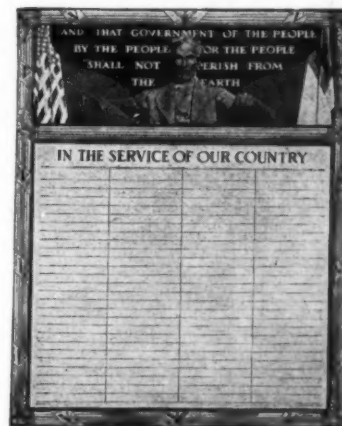 AND THAT GOVERNMENT OF THE PEOPLE
BY THE PEOPLE FOR THE PEOPLE
SHALL NOT PERISH FROM
THE EARTH
IN THE SERVICE OF OUR COUNTRY